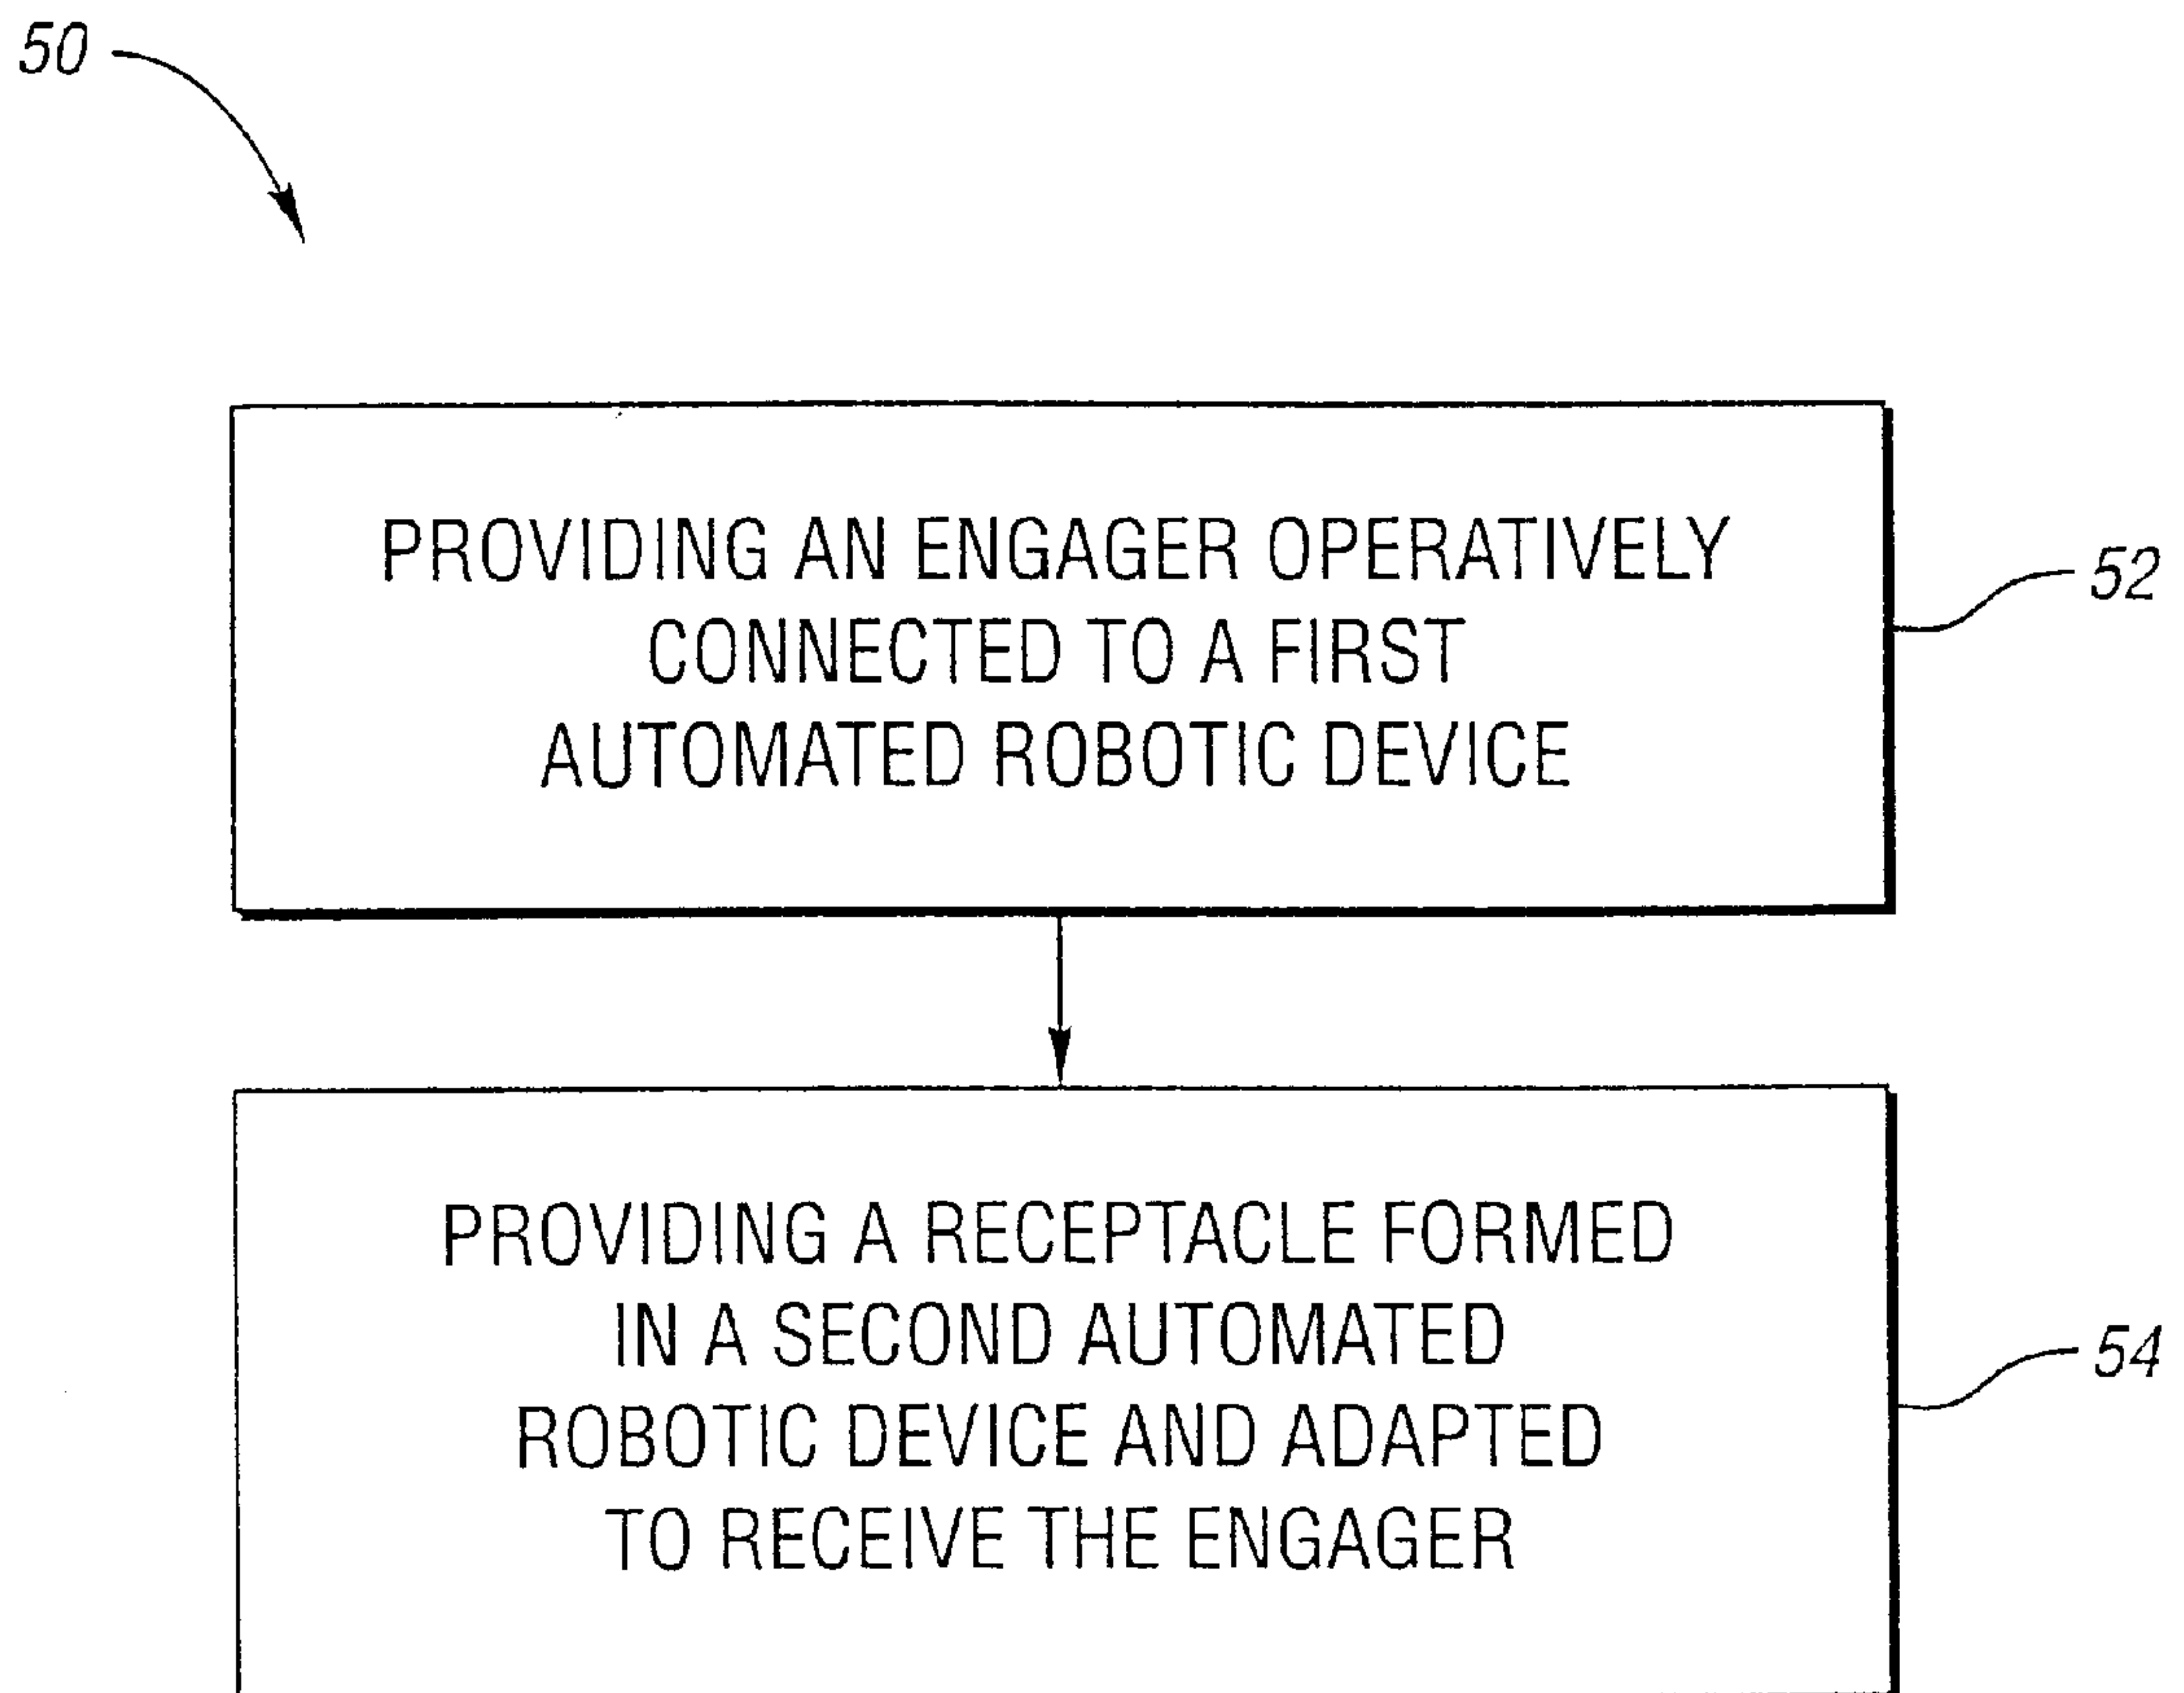 50
PROVIDING AN ENGAGER OPERATIVELY
CONNECTED TO A FIRST
AUTOMATED ROBOTIC DEVICE
52
PROVIDING A RECEPTACLE FORMED
IN A SECOND AUTOMATED
ROBOTIC DEVICE AND ADAPTED
TO RECEIVE THE ENGAGER
54